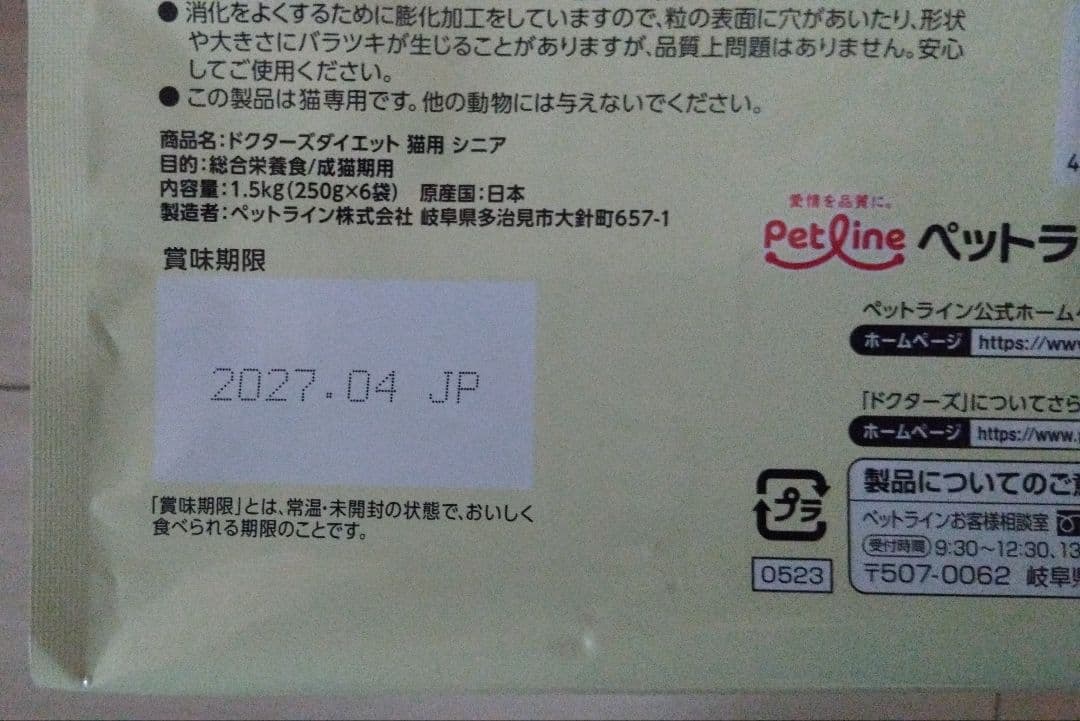 ●消化をよくするために膨化加工をしていますので、粒の表面に穴があいたり、形状
や大きさにバラツキが生じることがありますが、品質上問題はありません。安心
してご使用ください。
●この製品は猫専用です。他の動物には与えないでください。
商品名:ドクターズダイエット 猫用 シニア
目的:総合栄養食/成猫期用
内容量:1.5kg(250g×6袋) 原産国:日本
製造者:ペットライン株式会社 岐阜県多治見市大針町657-1
賞味期限
2027.04 JP
「賞味期限」とは、常温・未開封の状態で、おいしく
食べられる期限のことです。
4
愛情を品質に。
Petline ペットラ
ペットライン公式ホーム
ホームページ https://www
「ドクターズ」についてさら
ホームページ https://www.
プラ
0523
製品についてのご意
ペットラインお客様相談室
受付時間 9:30〜12:30、13
〒507-0062 岐阜県